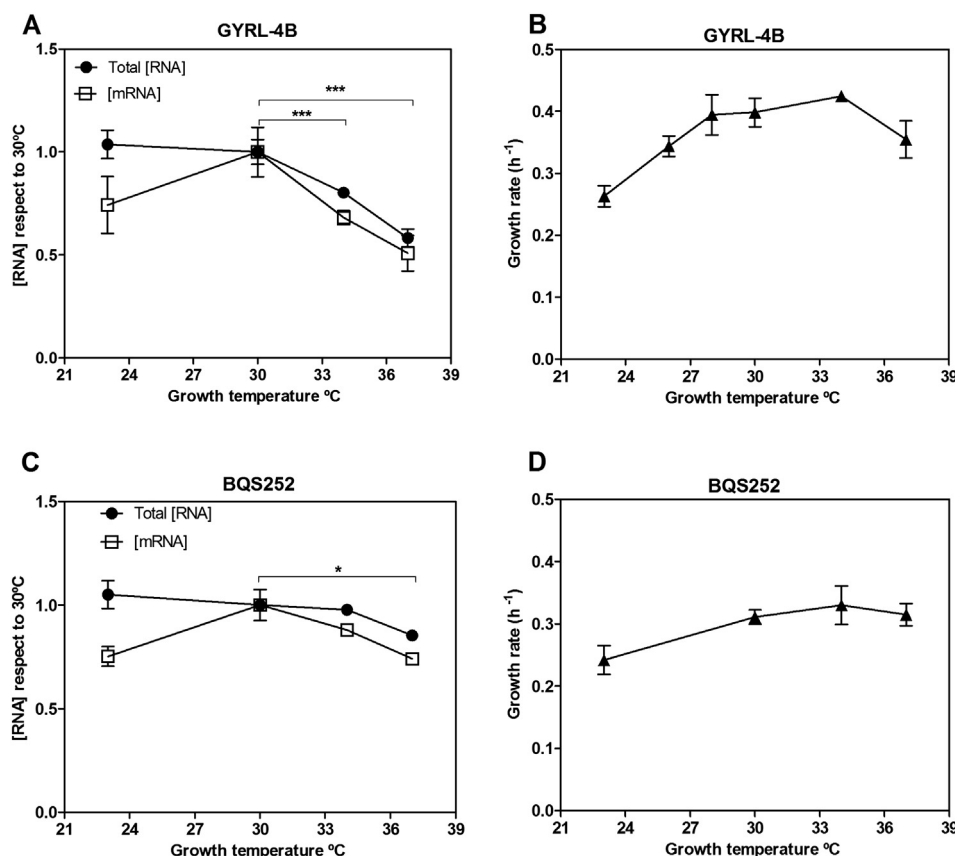 A
GYRL-4B
1.5
1.0
0.5
0.0
[RNA] respect to 30ºC
Total [RNA]
[mRNA]
***
***
21 24 27 30 33 36 39
Growth temperature ºC
B
GYRL-4B
0.5
0.4
0.3
0.2
0.1
0.0
Growth rate (h⁻¹)
21 24 27 30 33 36 39
Growth temperature ºC
C
BQS252
1.5
1.0
0.5
0.0
[RNA] respect to 30ºC
Total [RNA]
[mRNA]
*
21 24 27 30 33 36 39
Growth temperature ºC
D
BQS252
0.5
0.4
0.3
0.2
0.1
0.0
Growth rate (h⁻¹)
21 24 27 30 33 36 39
Growth temperature ºC